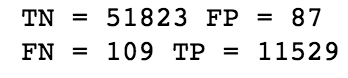 TN = 51823 FP = 87
FN = 109 TP = 11529